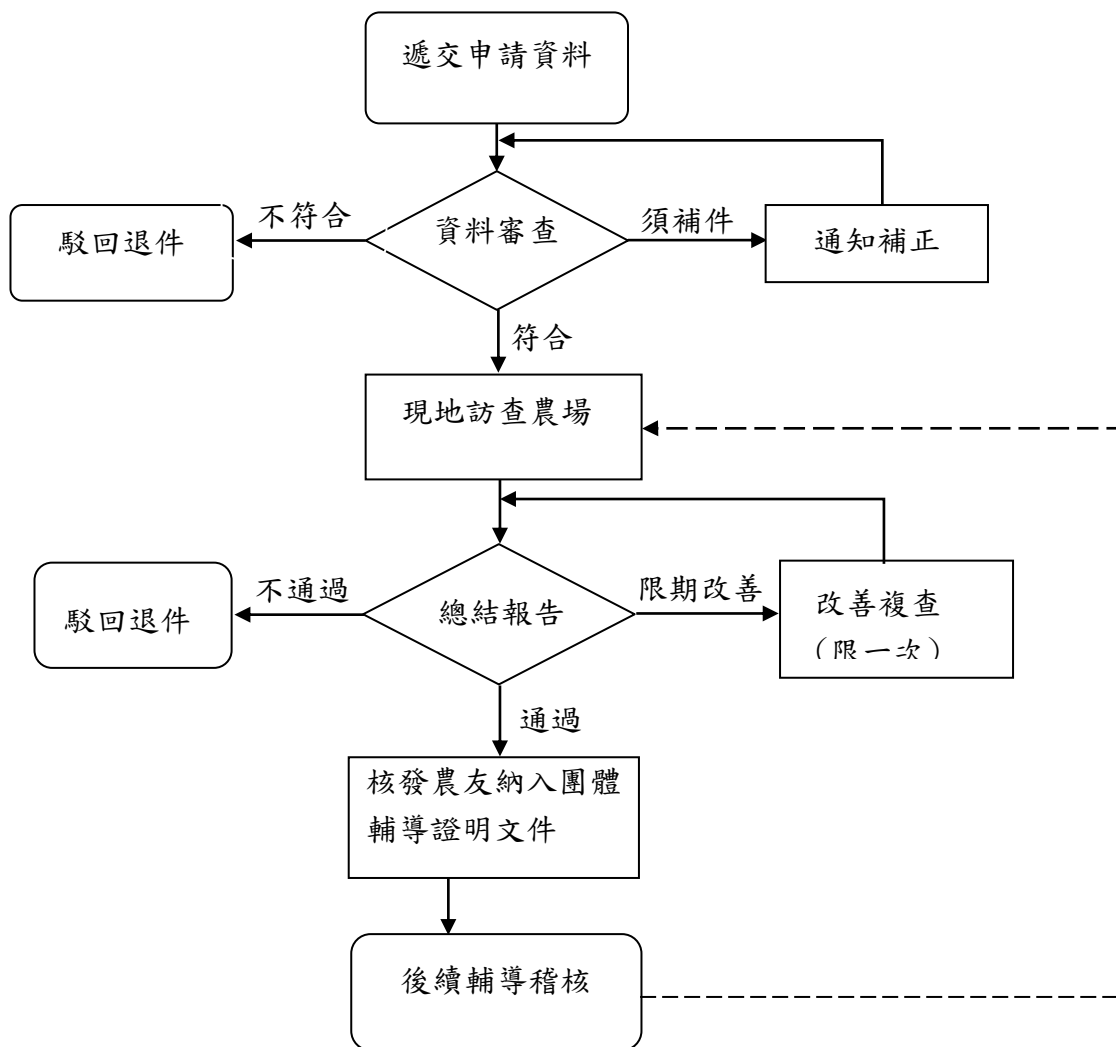 遞交申請資料
不符合
資料審查
須補件
駁回退件
通知補正
符合
現地訪查農場
不通過
總結報告
限期改善
駁回退件
改善複查
（限一次）
通過
核發農友納入團體
輔導證明文件
後續輔導稽核